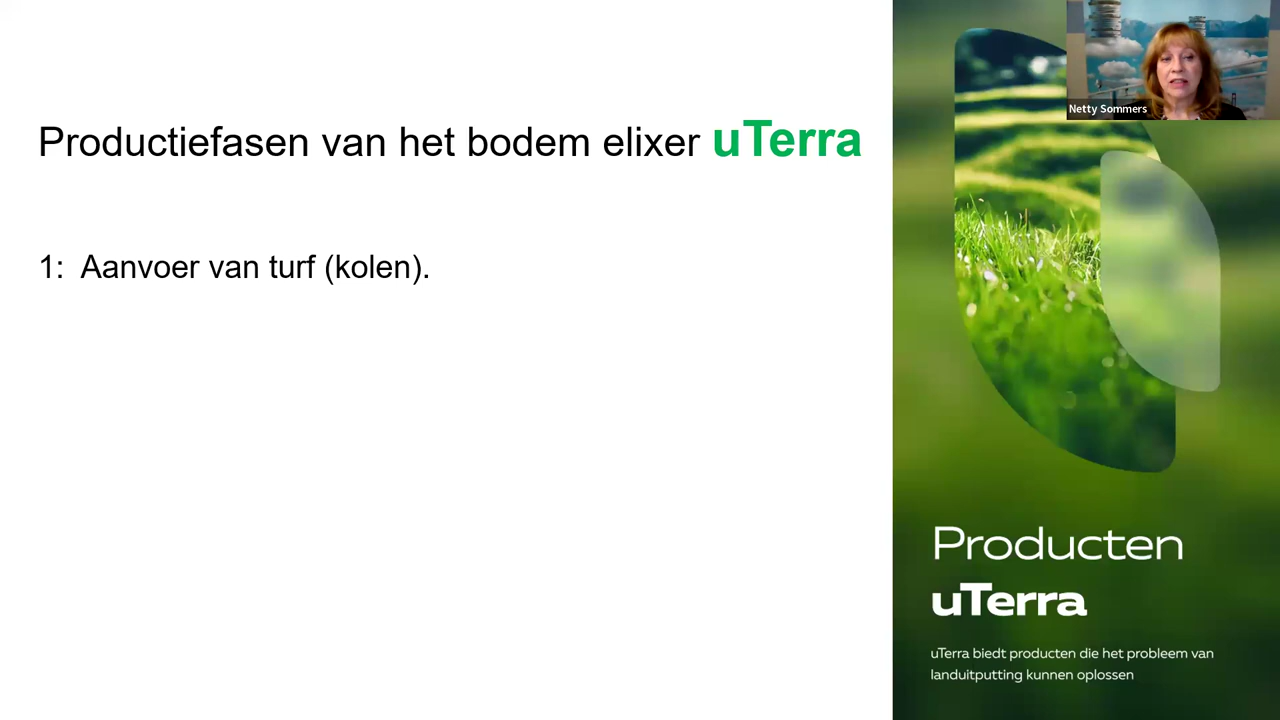 Netty Sommers
Productiefasen van het bodem elixer uTerra
1: Aanvoer van turf (kolen).
Producten
uTerra
uTerra biedt producten die het probleem van
landuitputting kunnen oplossen